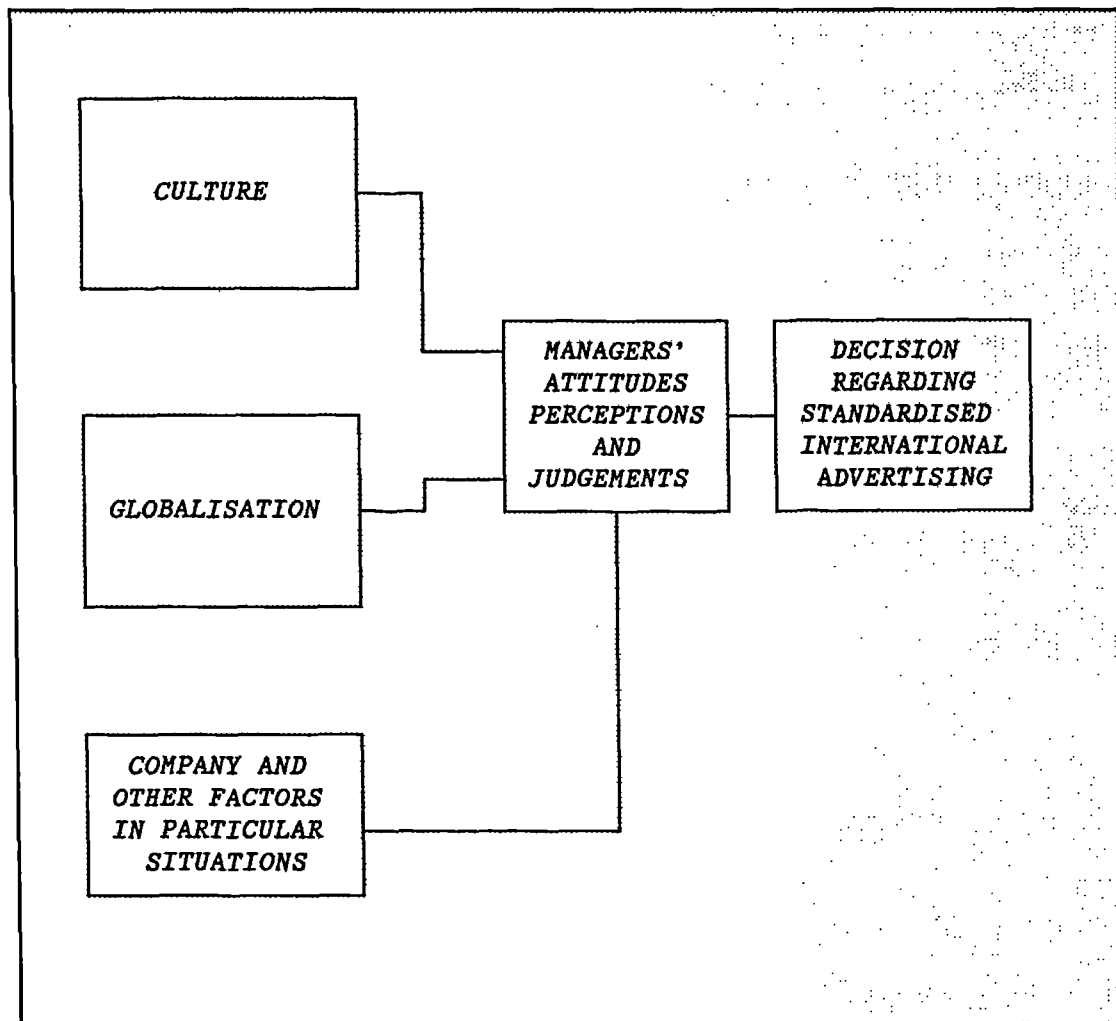 CULTURE
GLOBALISATION
COMPANY AND
OTHER FACTORS
IN PARTICULAR
SITUATIONS
MANAGERS'
ATTITUDES
PERCEPTIONS
AND
JUDGEMENTS
DECISION
REGARDING
STANDARDISED
INTERNATIONAL
ADVERTISING